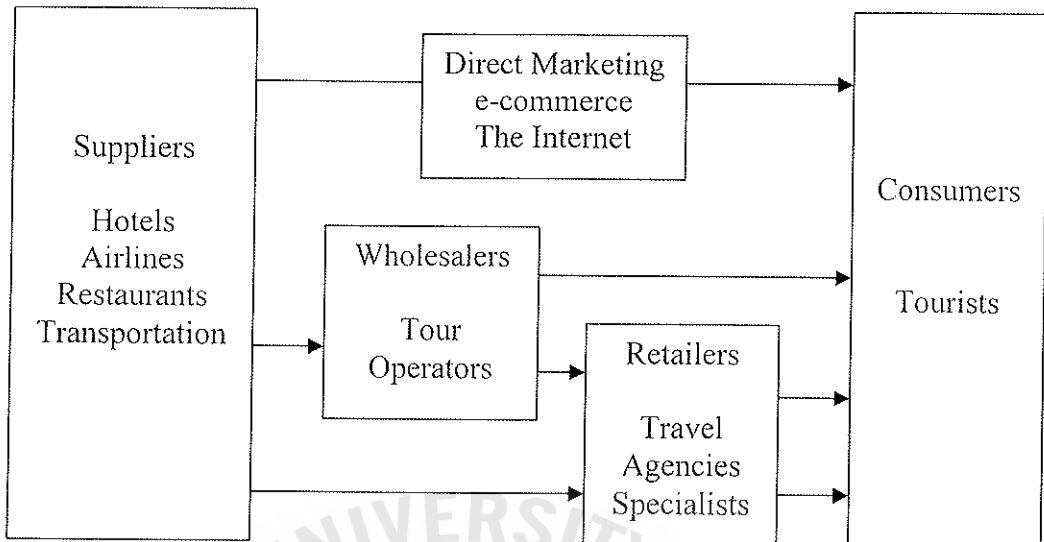 Suppliers
Hotels
Airlines
Restaurants
Transportation
Direct Marketing
e-commerce
The Internet
Wholesalers
Tour
Operators
Retailers
Travel
Agencies
Specialists
Consumers
Tourists
UNIVERSITY